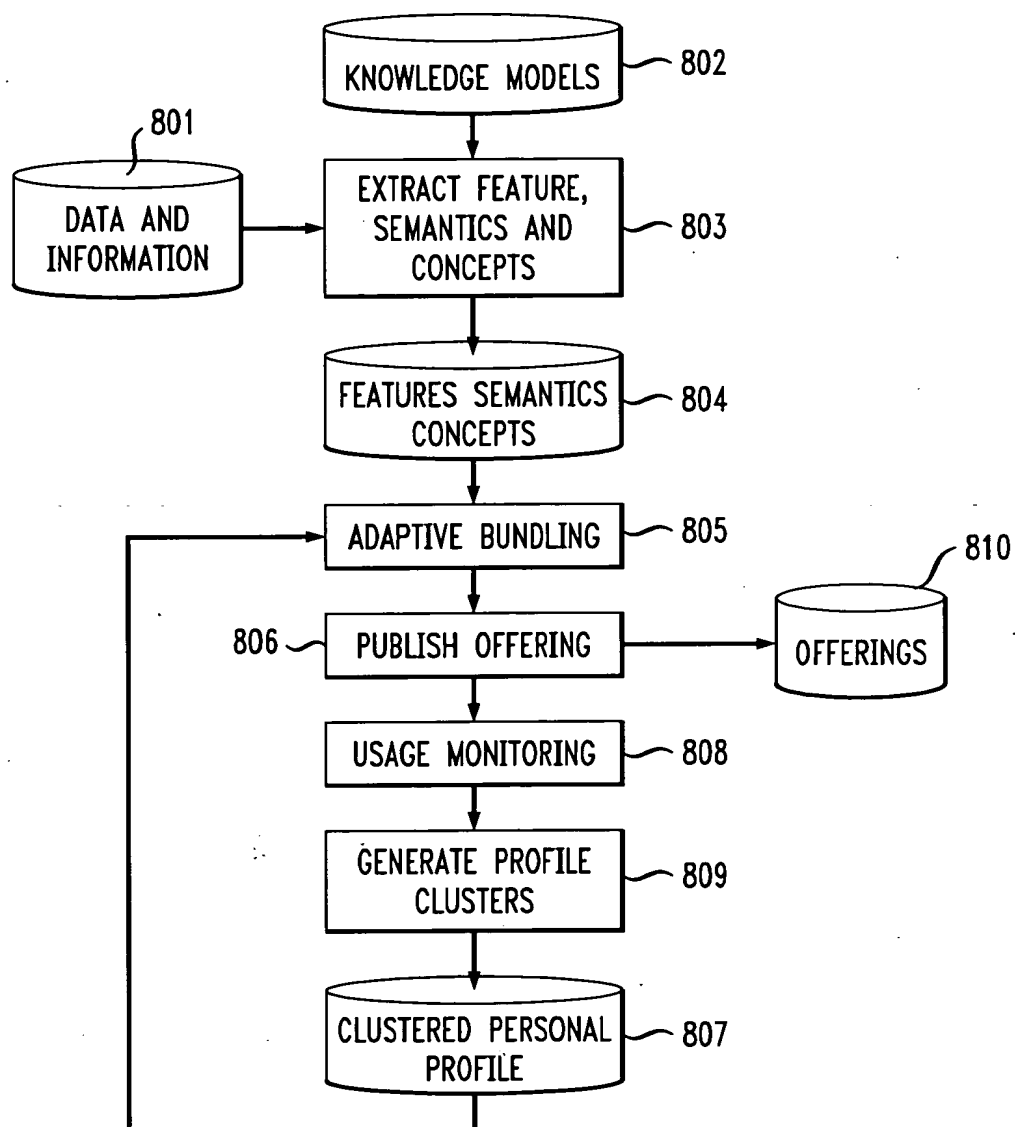 KNOWLEDGE MODELS
802
801
DATA AND
INFORMATION
EXTRACT FEATURE,
SEMANTICS AND
CONCEPTS
803
FEATURES SEMANTICS
CONCEPTS
804
ADAPTIVE BUNDLING
805
810
806
PUBLISH OFFERING
OFFERINGS
USAGE MONITORING
808
GENERATE PROFILE
CLUSTERS
809
CLUSTERED PERSONAL
PROFILE
807